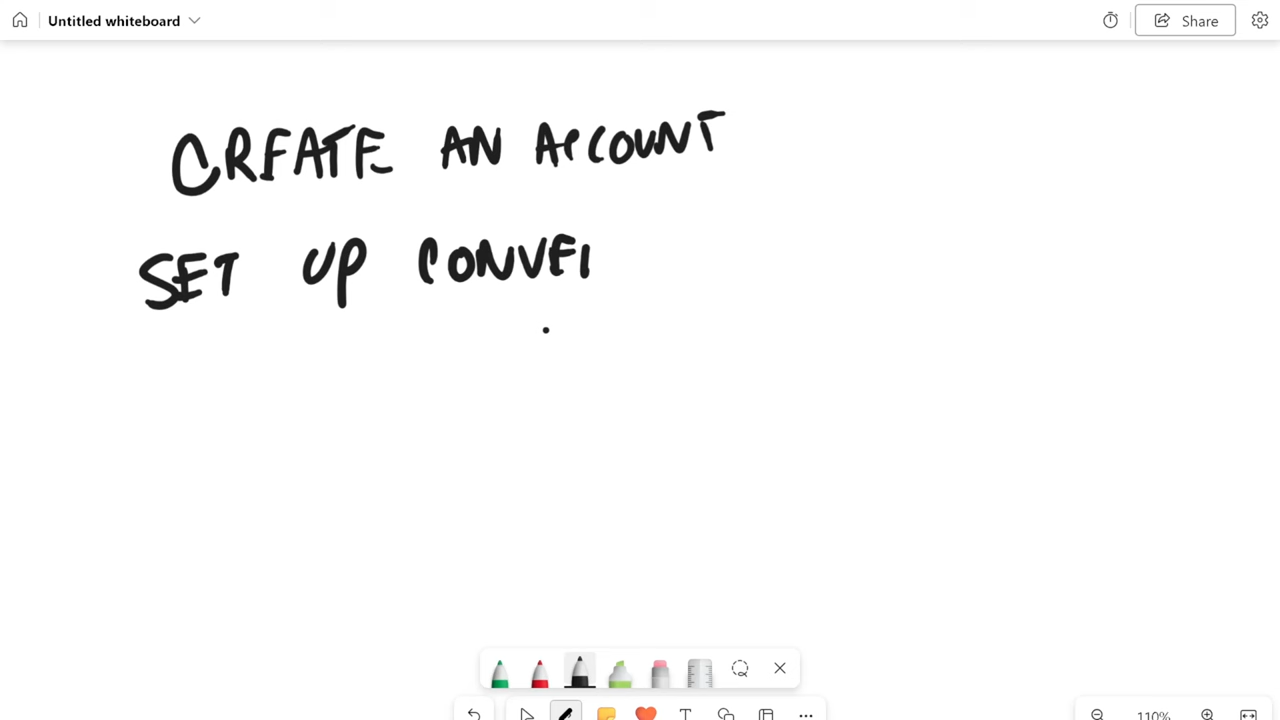 Untitled whiteboard
Share
CREATE AN ACCOUNT
SET UP
110%